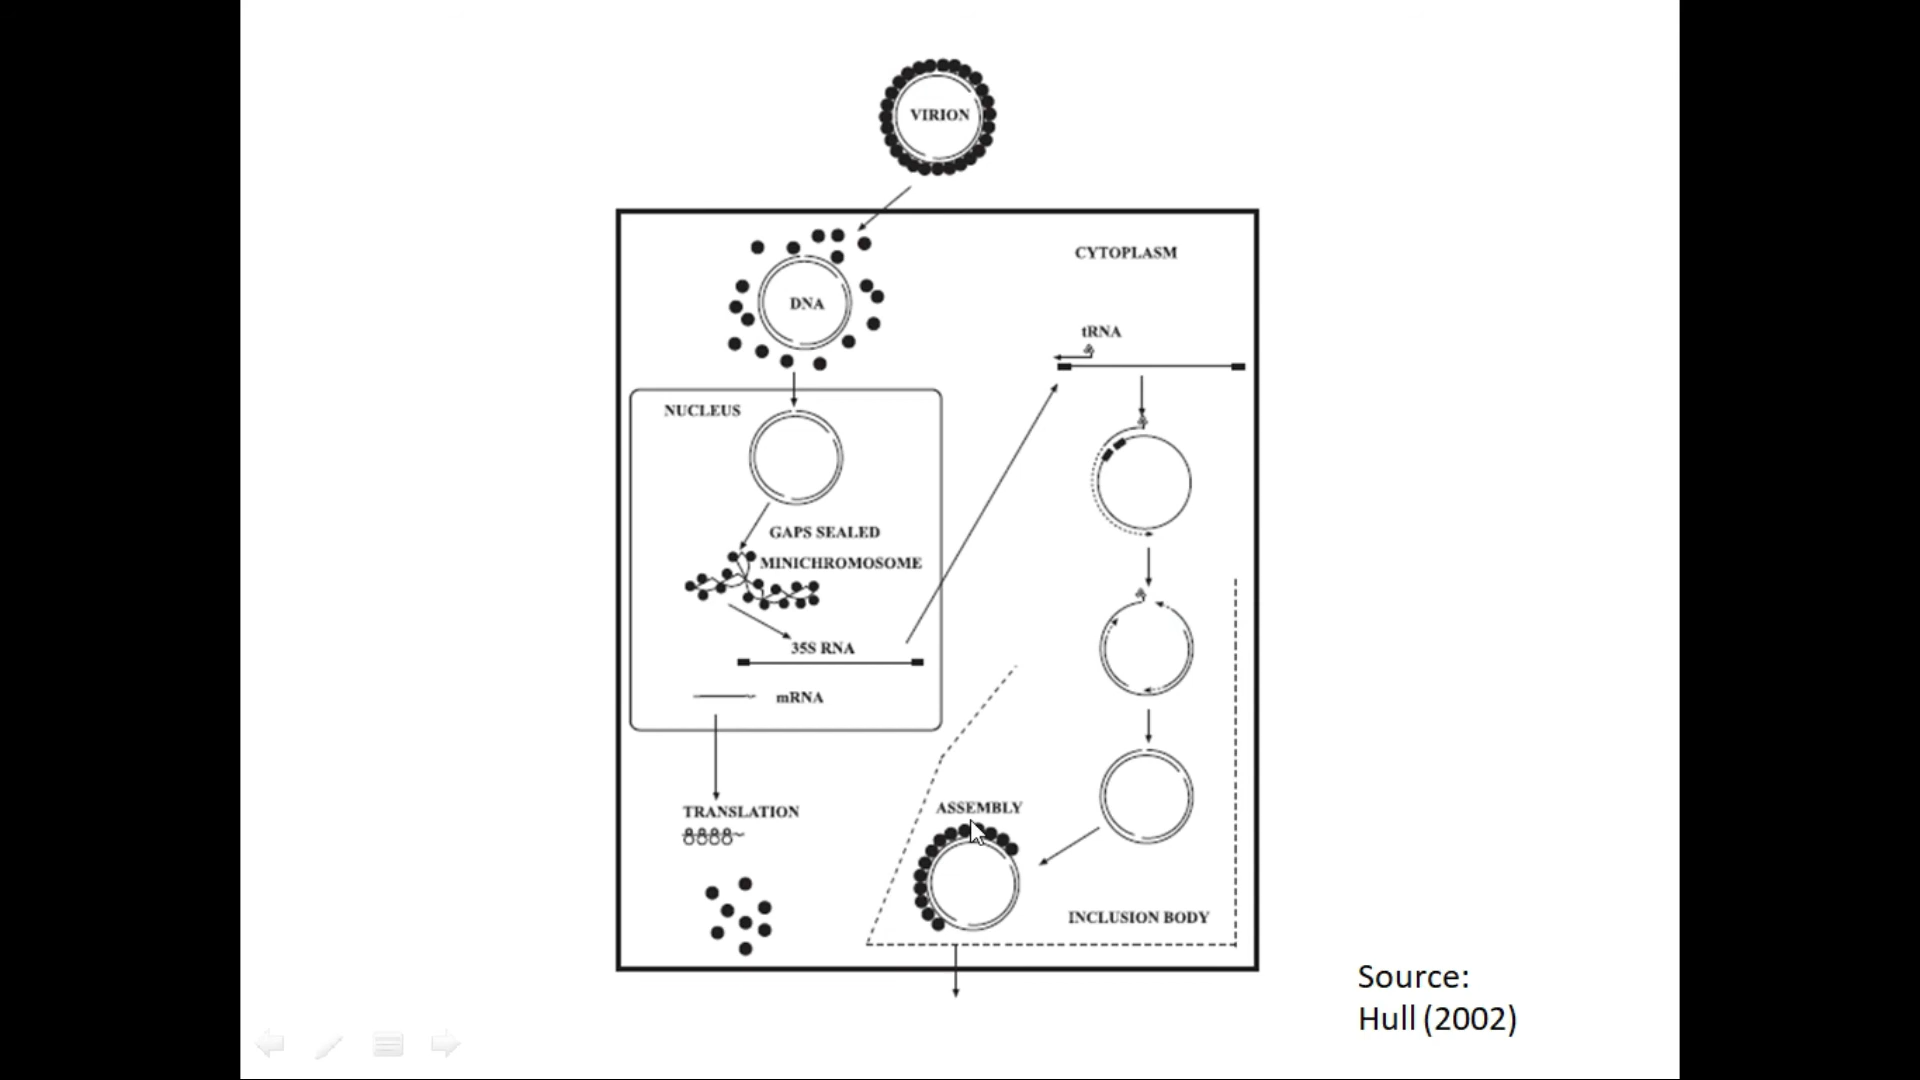 VIRION
CYTOPLASM
DNA
tRNA
NUCLEUS
GAPS SEALED
MINICHROMOSOME
35S RNA
mRNA
TRANSLATION
ASSEMBLY
INCLUSION BODY
Source:
Hull (2002)